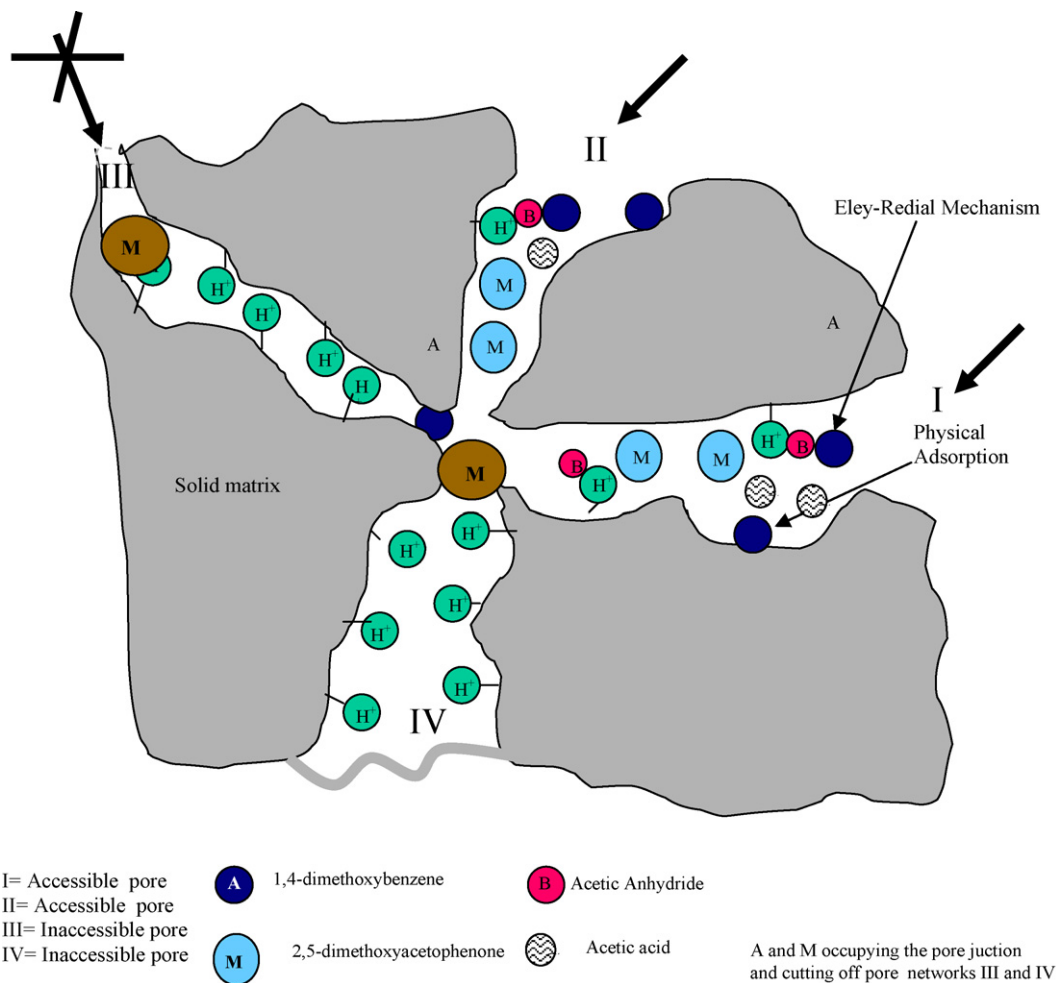 II
III
Eley-Redial Mechanism
H+
B
M
A
H+
M
H+
H+
M
A
A
H+
H
I
Physical
Adsorption
H+
B
M
M
B
H+
M
Solid matrix
H+
H+
H+
H+
H+
H+
IV
I= Accessible pore
II= Accessible pore
III= Inaccessible pore
IV= Inaccessible pore
A
1,4-dimethoxybenzene
B
Acetic Anhydride
M
2,5-dimethoxyacetophenone
Acetic acid
A and M occupying the pore juction
and cutting off pore networks III and IV